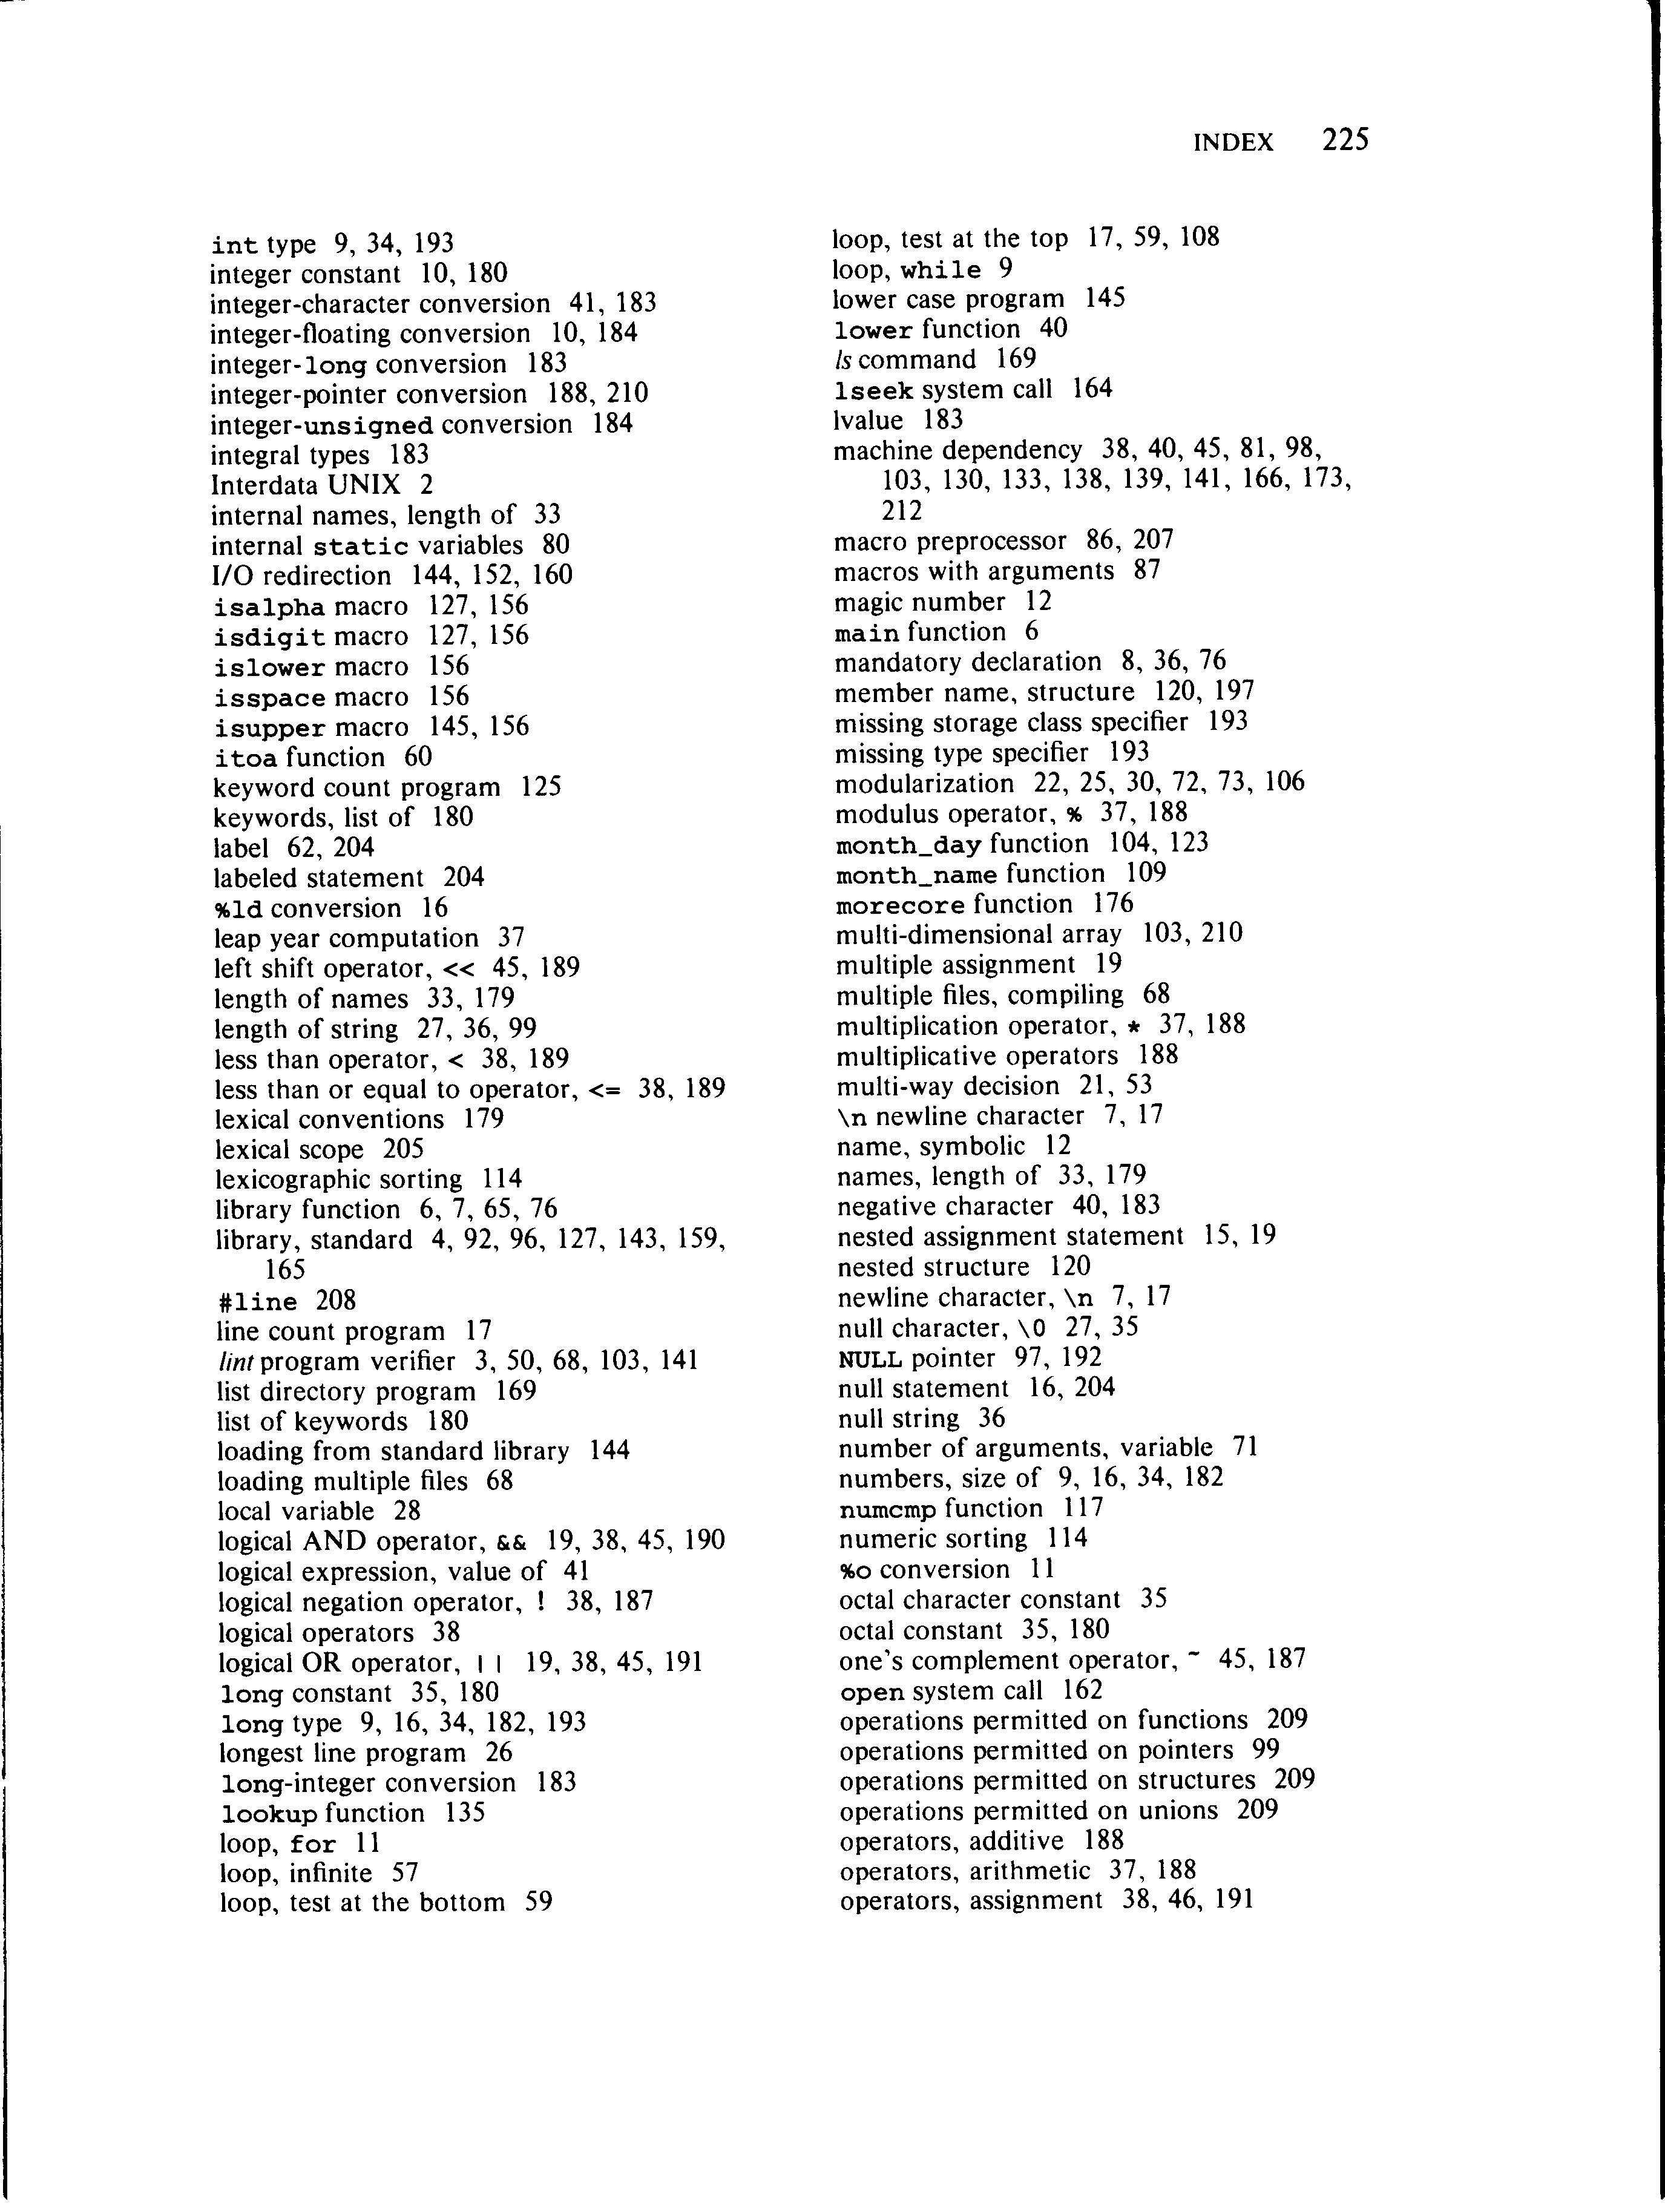 INDEX 225
int type 9, 34, 193
integer constant 10, 180
integer-character conversion 41, 183
integer-floating conversion 10, 184
integer-long conversion 183
integer-pointer conversion 188, 210
integer-unsigned conversion 184
integral types 183
Interdata UNIX 2
internal names, length of 33
internal static variables 80
I/O redirection 144, 152, 160
isalpha macro 127, 156
isdigit macro 127, 156
islower macro 156
isspace macro 156
isupper macro 145, 156
itoa function 60
keyword count program 125
keywords, list of 180
label 62, 204
labeled statement 204
%ld conversion 16
leap year computation 37
left shift operator, << 45, 189
length of names 33, 179
length of string 27, 36, 99
less than operator, < 38, 189
less than or equal to operator, <= 38, 189
lexical conventions 179
lexical scope 205
lexicographic sorting 114
library function 6, 7, 65, 76
library, standard 4, 92, 96, 127, 143, 159,
165
#line 208
line count program 17
lint program verifier 3, 50, 68, 103, 141
list directory program 169
list of keywords 180
loading from standard library 144
loading multiple files 68
local variable 28
logical AND operator, && 19, 38, 45, 190
logical expression, value of 41
logical negation operator, ! 38, 187
logical operators 38
logical OR operator, || 19, 38, 45, 191
long constant 35, 180
long type 9, 16, 34, 182, 193
longest line program 26
long-integer conversion 183
lookup function 135
loop, for 11
loop, infinite 57
loop, test at the bottom 59
loop, test at the top 17, 59, 108
loop, while 9
lower case program 145
lower function 40
ls command 169
lseek system call 164
lvalue 183
machine dependency 38, 40, 45, 81, 98,
103, 130, 133, 138, 139, 141, 166, 173,
212
macro preprocessor 86, 207
macros with arguments 87
magic number 12
main function 6
mandatory declaration 8, 36, 76
member name, structure 120, 197
missing storage class specifier 193
missing type specifier 193
modularization 22, 25, 30, 72, 73, 106
modulus operator, % 37, 188
month_day function 104, 123
month_name function 109
morecore function 176
multi-dimensional array 103, 210
multiple assignment 19
multiple files, compiling 68
multiplication operator, * 37, 188
multiplicative operators 188
multi-way decision 21, 53
\n newline character 7, 17
name, symbolic 12
names, length of 33, 179
negative character 40, 183
nested assignment statement 15, 19
nested structure 120
newline character, \n 7, 17
null character, \0 27, 35
NULL pointer 97, 192
null statement 16, 204
null string 36
number of arguments, variable 71
numbers, size of 9, 16, 34, 182
numcmp function 117
numeric sorting 114
%o conversion 11
octal character constant 35
octal constant 35, 180
one's complement operator, ~ 45, 187
open system call 162
operations permitted on functions 209
operations permitted on pointers 99
operations permitted on structures 209
operations permitted on unions 209
operators, additive 188
operators, arithmetic 37, 188
operators, assignment 38, 46, 191